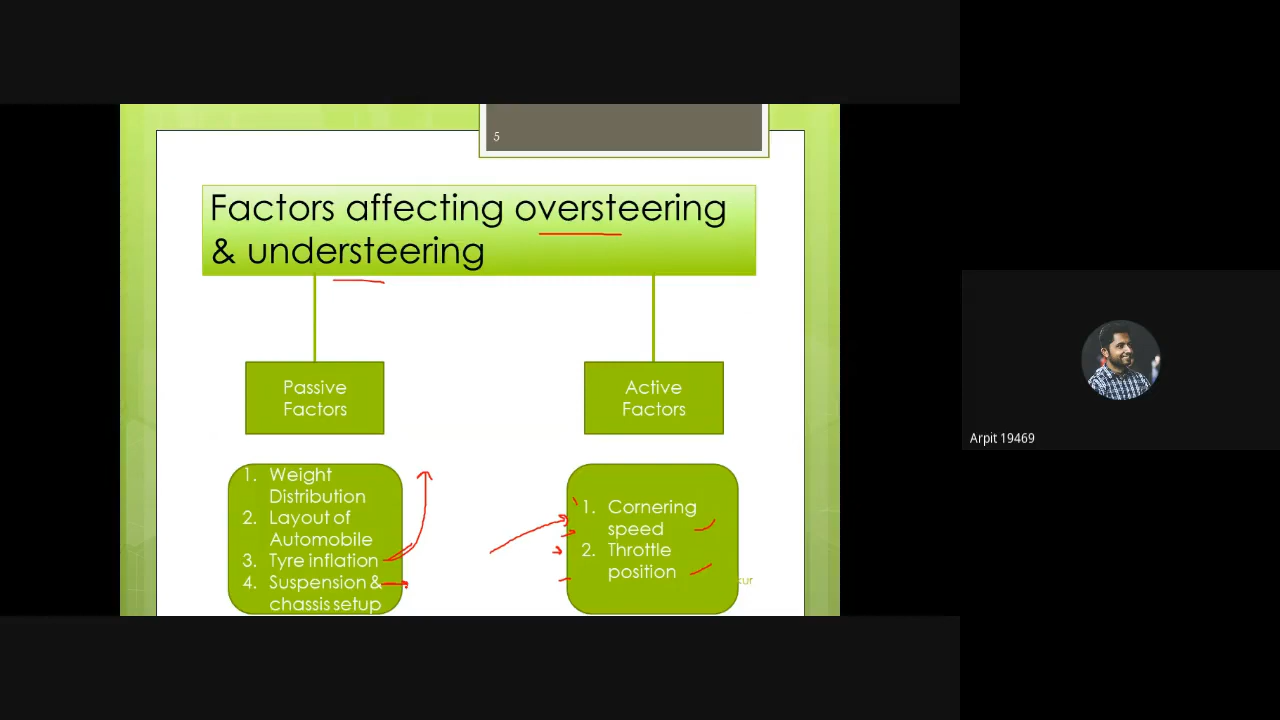 5
Factors affecting oversteering
& understeering
Passive
Factors
Active
Factors
1. Weight
Distribution
2. Layout of
Automobile
3. Tyre inflation
4. Suspension &
chassis setup
1. Cornering
speed
2. Throttle
position
kur
Arpit 19469